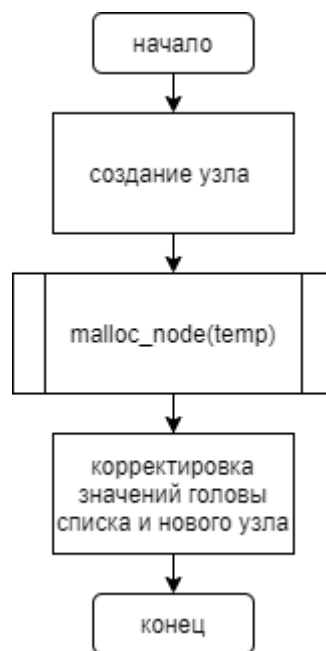 начало
создание узла
malloc_node(temp)
корректировка
значений головы
списка и нового узла
конец